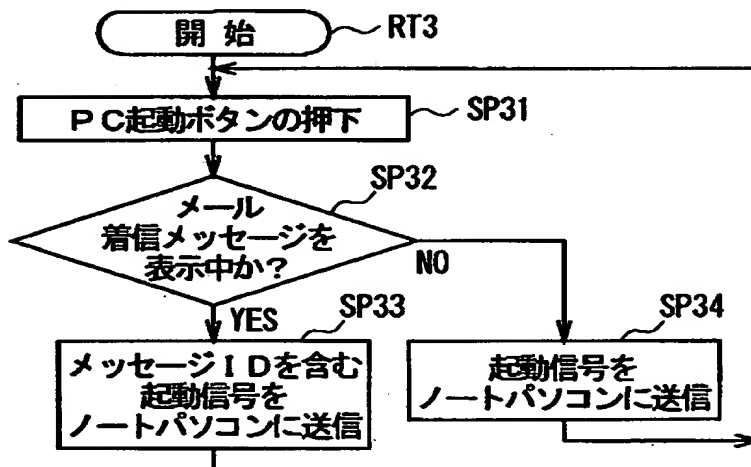 開始
RT3
PC起動ボタンの押下
SP31
SP32
メール
着信メッセージを
表示中か?
NO
YES
SP33
SP34
メッセージIDを含む
起動信号を
ノートパソコンに送信
起動信号を
ノートパソコンに送信